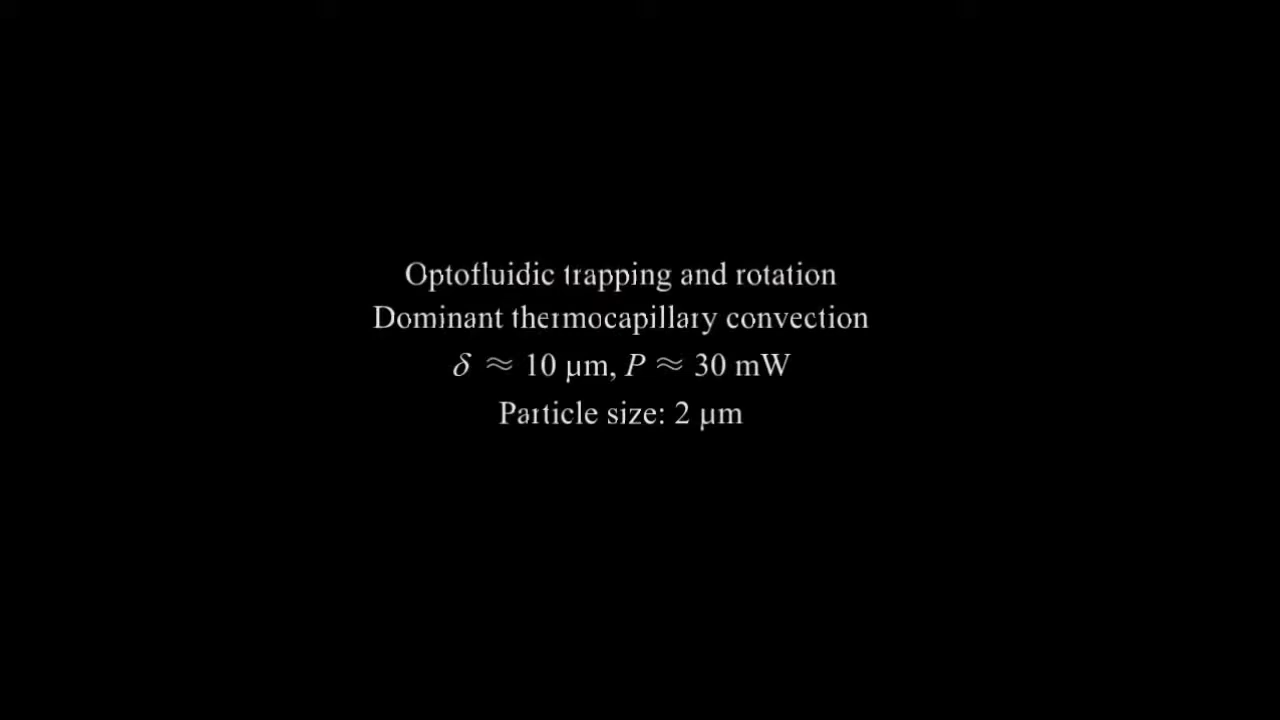 Optofluidic trapping and rotation
Dominant thermocapillary convection
δ ≈ 10 μm, P ≈ 30 mW
Particle size: 2 μm